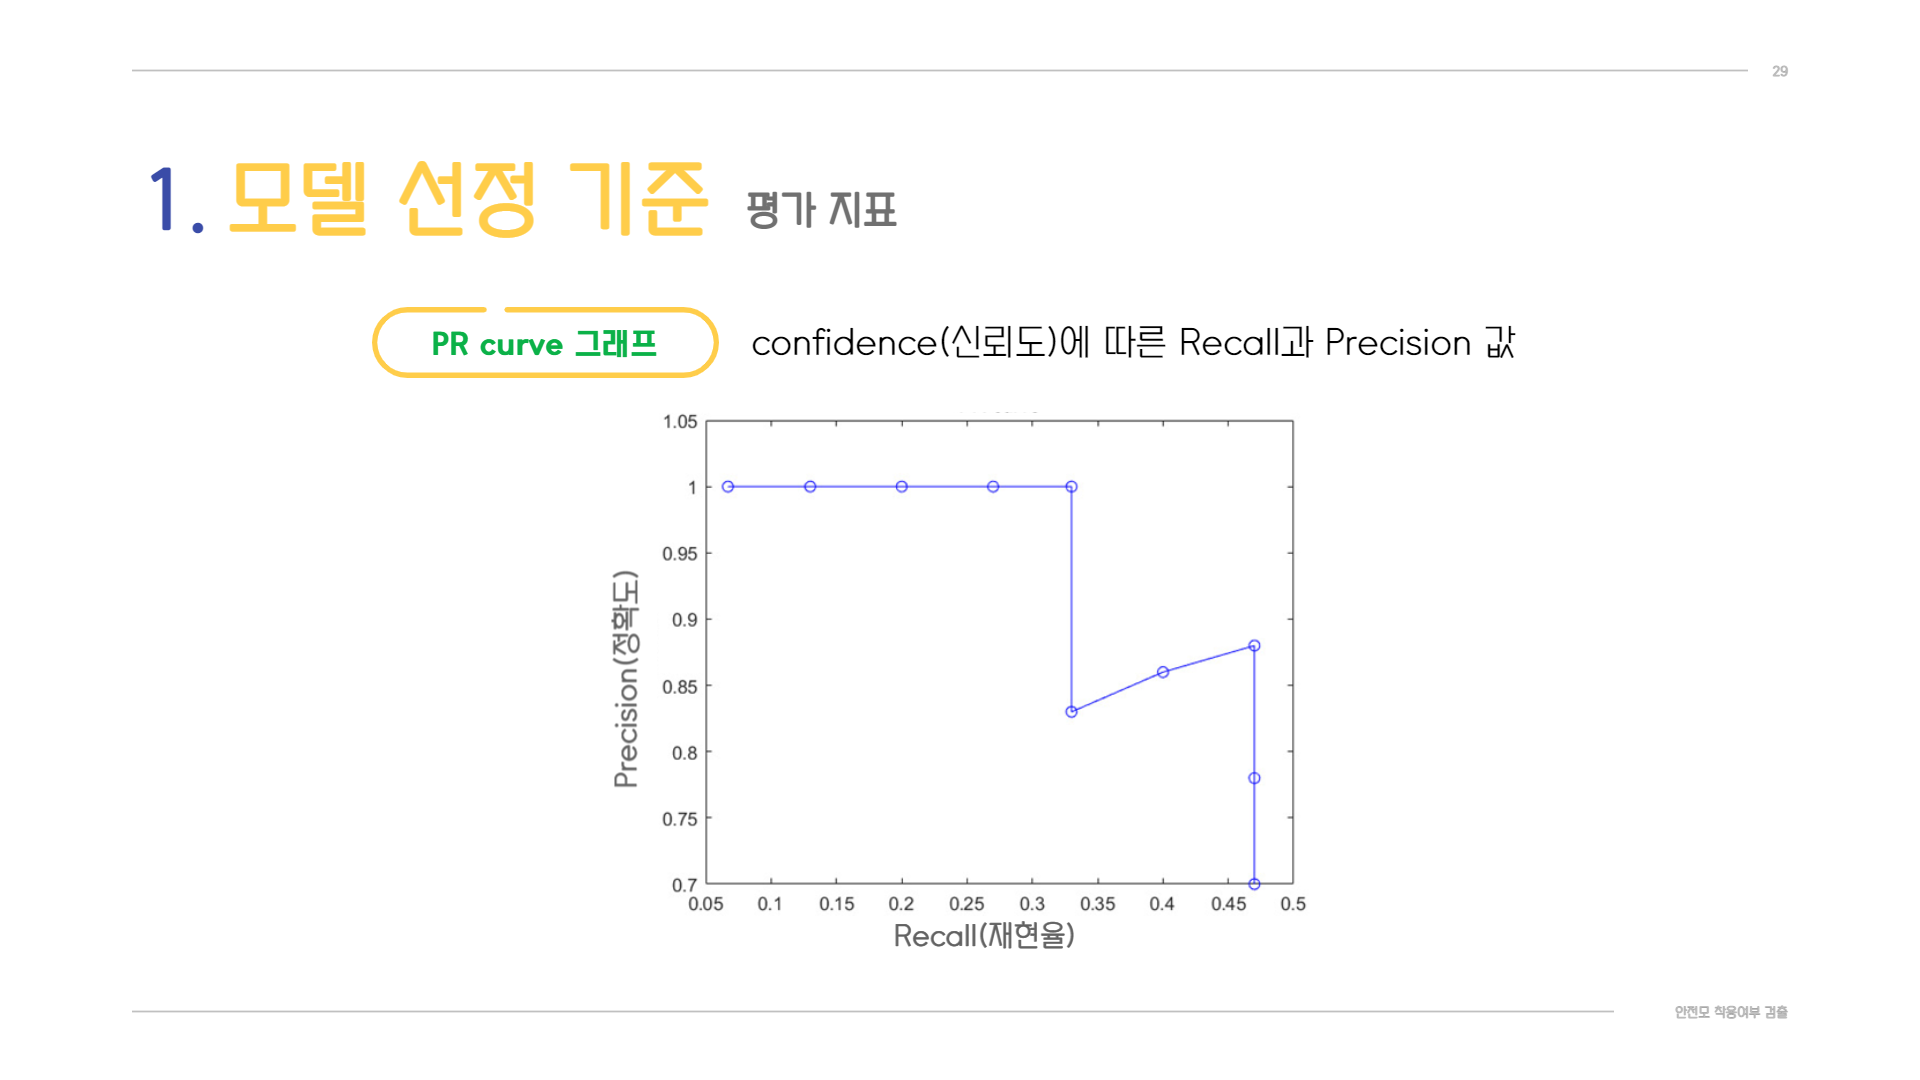 29
1. 모델 선정 기준 평가 지표
PR curve 그래프 confidence(신뢰도)에 따른 Recall과 Precision 값
1.05
1
0.95
0.9
0.85
0.8
0.75
0.7
Precision(정확도)
0.05 0.1 0.15 0.2 0.25 0.3 0.35 0.4 0.45 0.5
Recall(재현율)
안전모 착용여부 검출